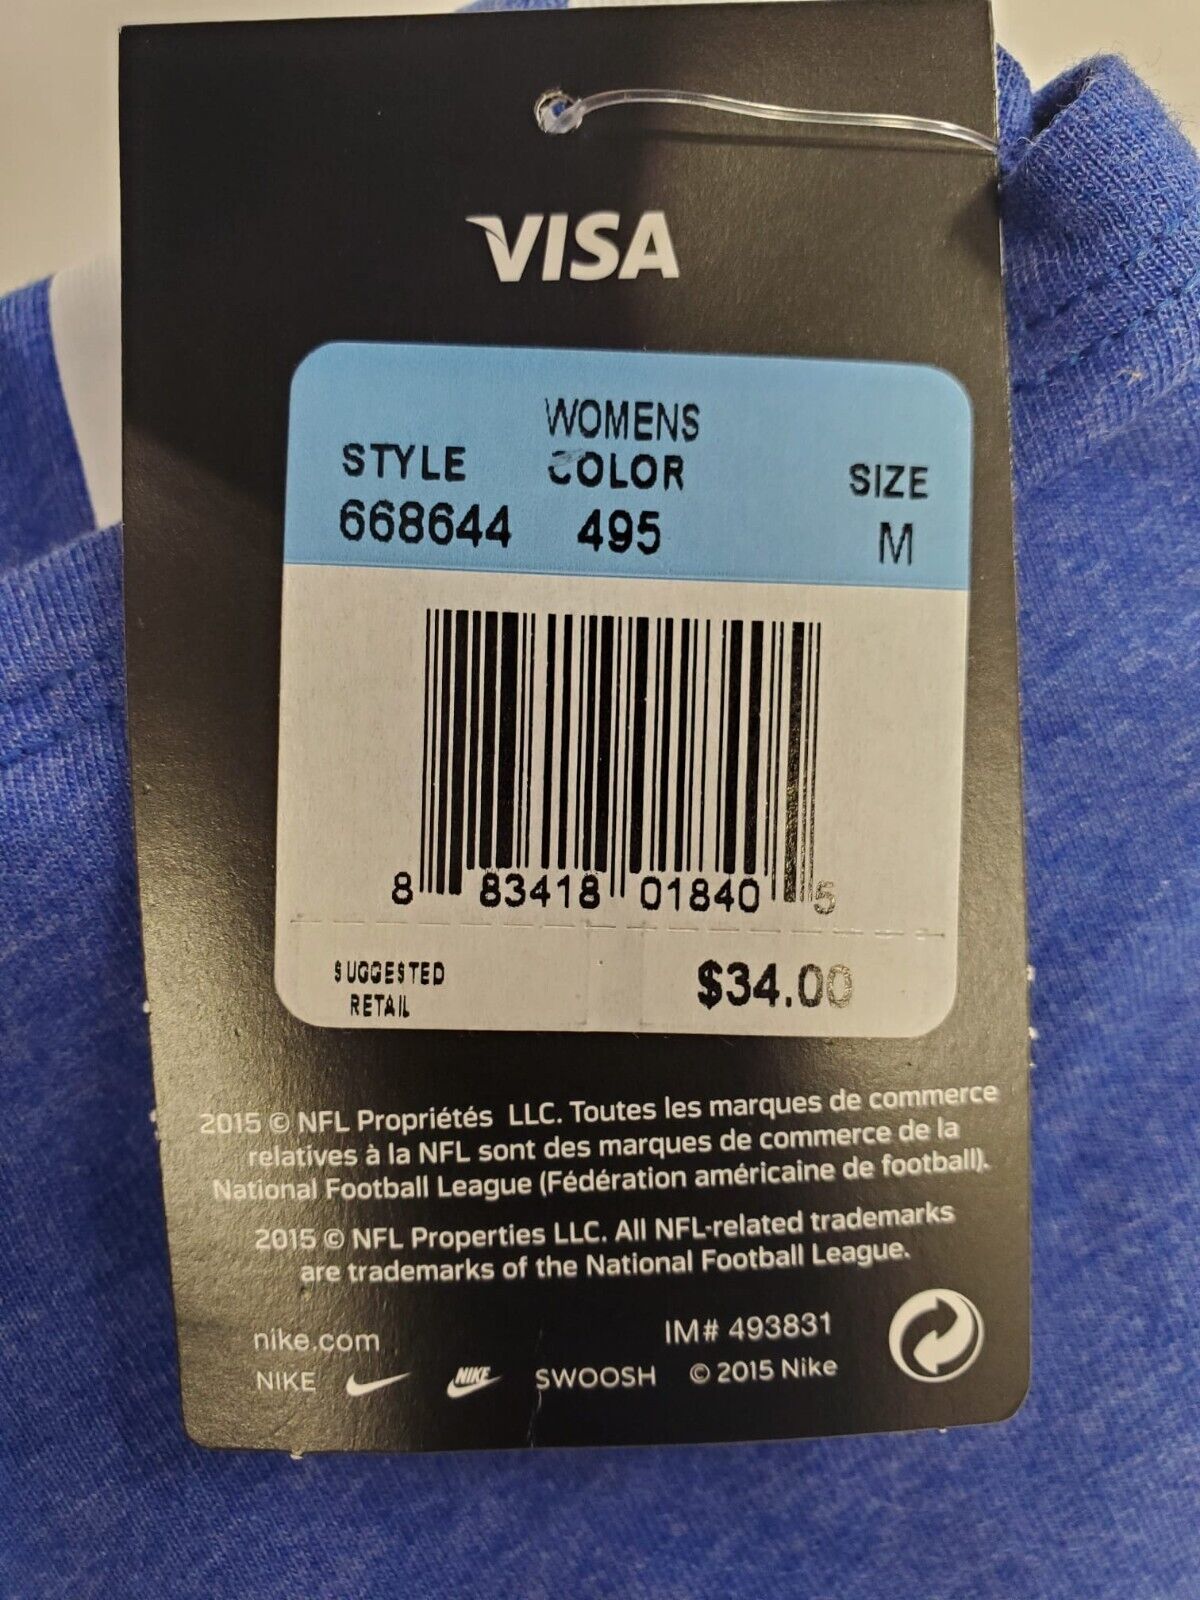 VISA
WOMENS
STYLE COLOR SIZE
668644 495 M
8 83418 01840 5
SUGGESTED
RETAIL
$34.00
2015 © NFL Propriétés LLC. Toutes les marques de commerce
relatives à la NFL sont des marques de commerce de la
National Football League (Fédération américaine de football).
2015 © NFL Properties LLC. All NFL-related trademarks
are trademarks of the National Football League.
nike.com IM# 493831
NIKE NIKE SWOOSH © 2015 Nike